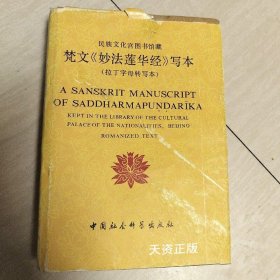 民族文化宫图书馆藏
梵文《妙法莲华经》写本
（拉丁字母转写本）
A SANSKRIT MANUSCRIPT
OF SADDHARMAPUṆḌARĪKA
KEPT IN THE LIBRARY OF THE CULTURAL
PALACE OF THE NATIONALITIES, BEIJING
ROMANIZED TEXT
中国社会科学出版社
天资正版